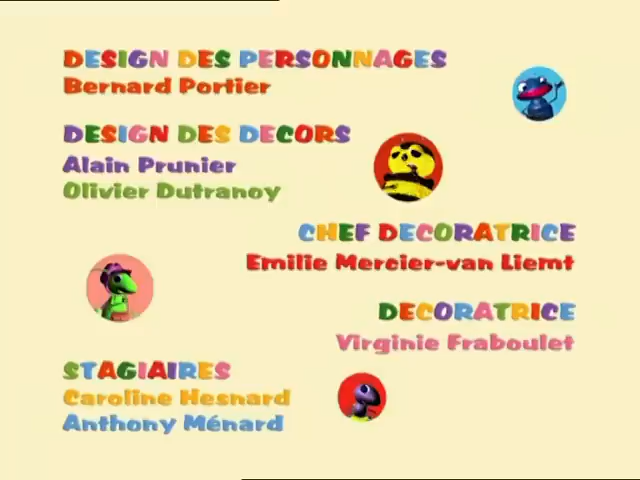 DESIGN DES PERSONNAGES
Bernard Portier
DESIGN DES DECORS
Alain Prunier
Olivier Dutranoy
CHEF DECORATRICE
Emilie Mercier-van Liemt
DECORATRICE
Virginie Fraboulet
STAGIAIRES
Caroline Hesnard
Anthony Ménard